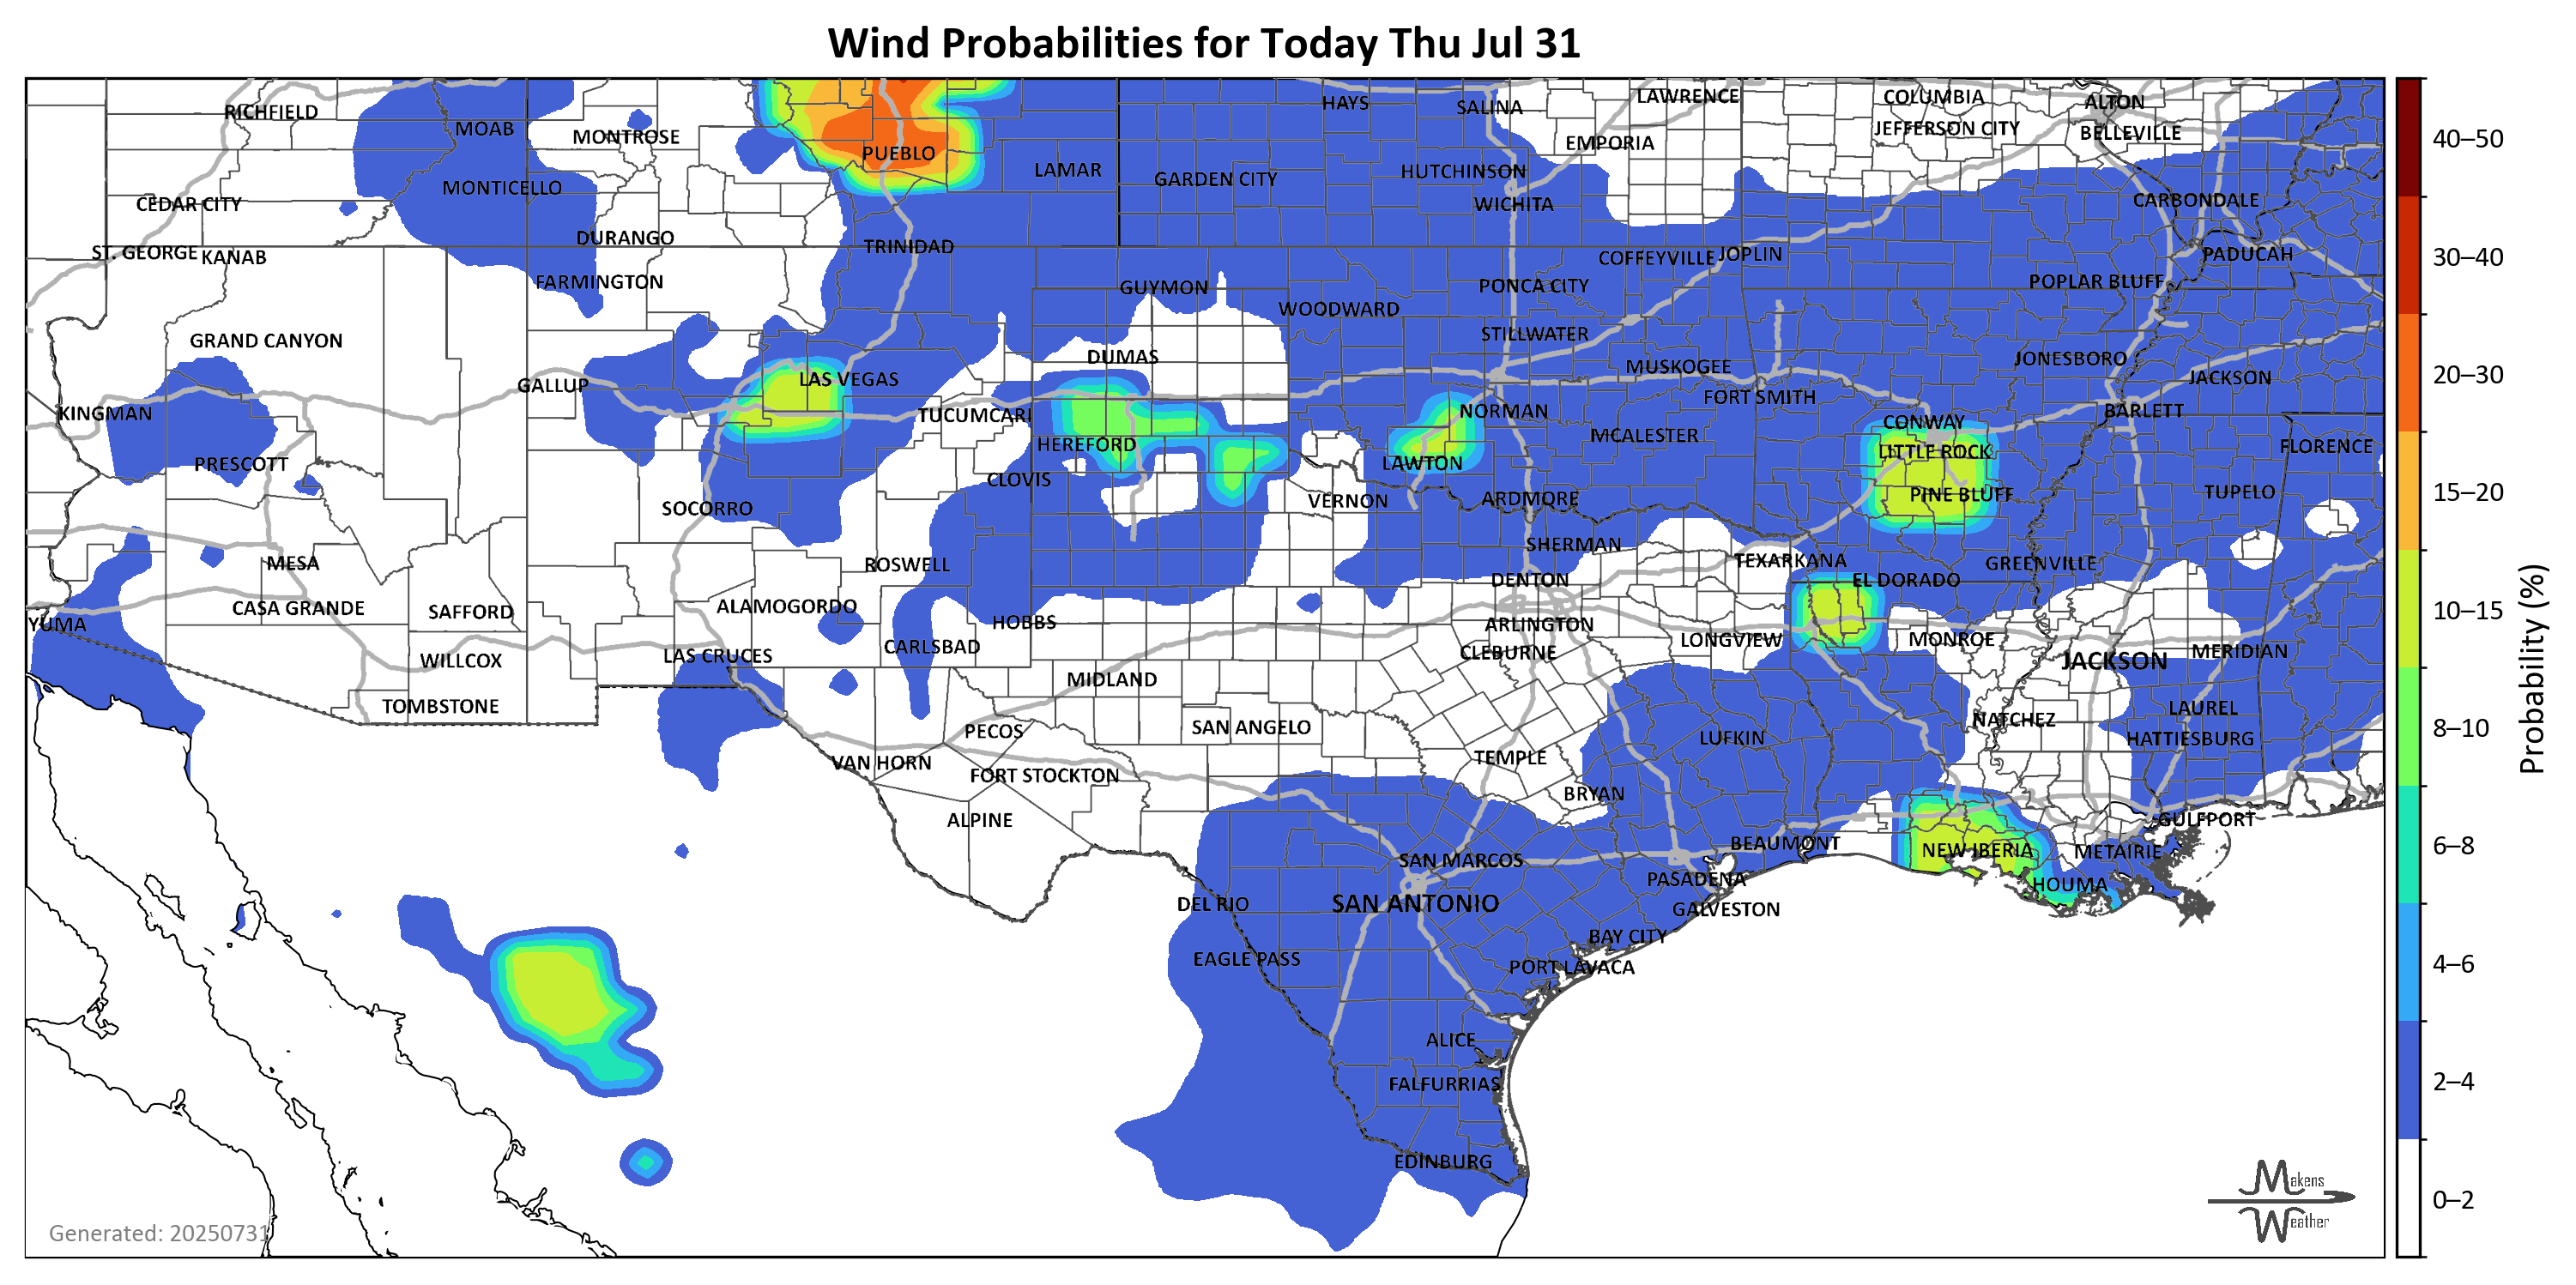 Wind Probabilities for Today Thu Jul 31
RICHFIELD
MOAB
MONTROSE
PUEBLO
LAMAR
HAYS
SALINA
LAWRENCE
COLUMBIA
ALTON
EMPORIA
JEFFERSON CITY
BELLEVILLE
CEDAR CITY
MONTICELLO
GARDEN CITY
HUTCHINSON
WICHITA
CARBONDALE
ST. GEORGE
KANAB
DURANGO
TRINIDAD
COFFEYVILLE
JOPLIN
PADUCAH
FARMINGTON
GUYMON
WOODWARD
PONCA CITY
POPLAR BLUFF
GRAND CANYON
DUMAS
STILLWATER
MUSKOGEE
JONESBORO
JACKSON
KINGMAN
GALLUP
LAS VEGAS
TUCUMCARI
NORMAN
FORT SMITH
CONWAY
BARLETT
PRESCOTT
HEREFORD
LAWTON
MCALESTER
LITTLE ROCK
FLORENCE
SOCORRO
CLOVIS
VERNON
ARDMORE
PINE BLUFF
TUPELO
MESA
ROSWELL
SHERMAN
TEXARKANA
GREENVILLE
YUMA
CASA GRANDE
SAFFORD
ALAMOGORDO
HOBBS
DENTON
ARLINGTON
EL DORADO
WILLCOX
LAS CRUCES
CARLSBAD
CLEBURNE
LONGVIEW
MONROE
JACKSON
MERIDIAN
TOMBSTONE
MIDLAND
PECOS
SAN ANGELO
LUFKIN
NATCHEZ
LAUREL
HATTIESBURG
VAN HORN
FORT STOCKTON
TEMPLE
BRYAN
ALPINE
SAN MARCOS
BEAUMONT
NEW IBERIA
METAIRIE
GULFPORT
DEL RIO
SAN ANTONIO
PASADENA
GALVESTON
HOUMA
EAGLE PASS
BAY CITY
PORT LAVACA
ALICE
FALFURRIAS
EDINBURG
Generated: 20250731
Makens
Weather
40–50
30–40
20–30
15–20
10–15
8–10
6–8
4–6
2–4
0–2
Probability (%)